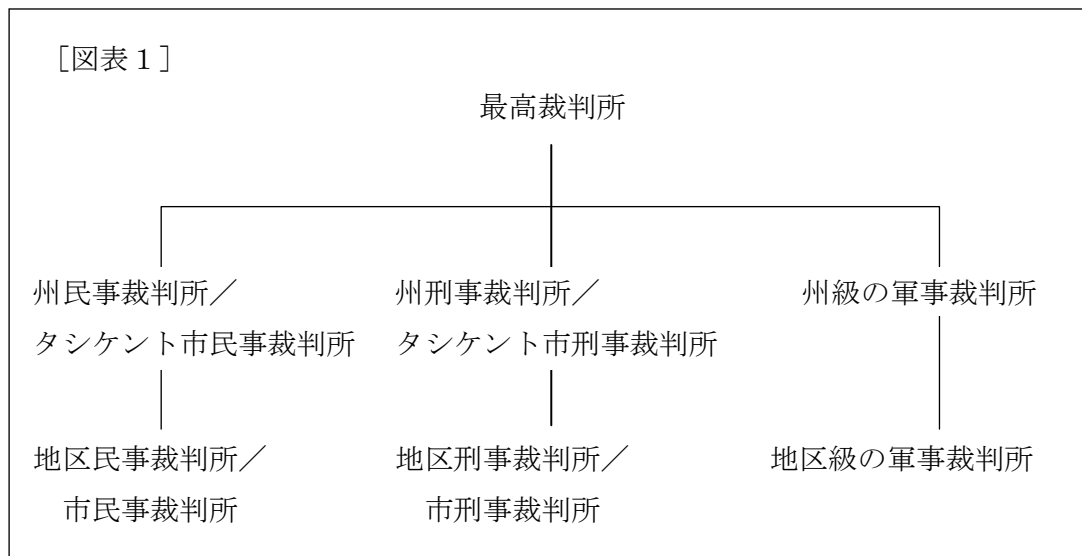 ［図表１］
最高裁判所
州民事裁判所／
タシケント市民事裁判所
州刑事裁判所／
タシケント市刑事裁判所
州級の軍事裁判所
地区民事裁判所／
市民事裁判所
地区刑事裁判所／
市刑事裁判所
地区級の軍事裁判所